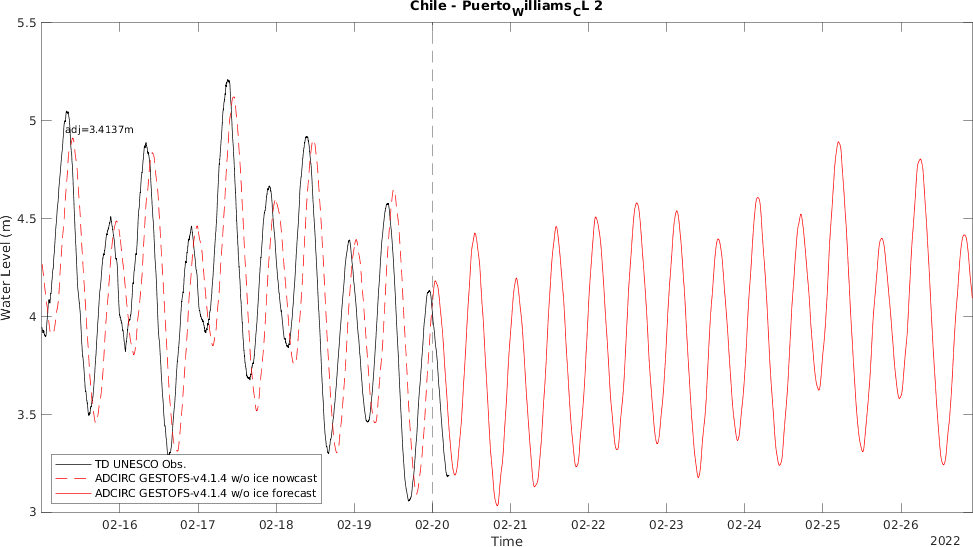 Chile - PuertoWilliamsCL 2
5.5
5
4.5
4
3.5
3
Water Level (m)
adj=3.4137m
TD UNESCO Obs.
ADCIRC GESTOFS-v4.1.4 w/o ice nowcast
ADCIRC GESTOFS-v4.1.4 w/o ice forecast
02-16 02-17 02-18 02-19 02-20 02-21 02-22 02-23 02-24 02-25 02-26
Time
2022